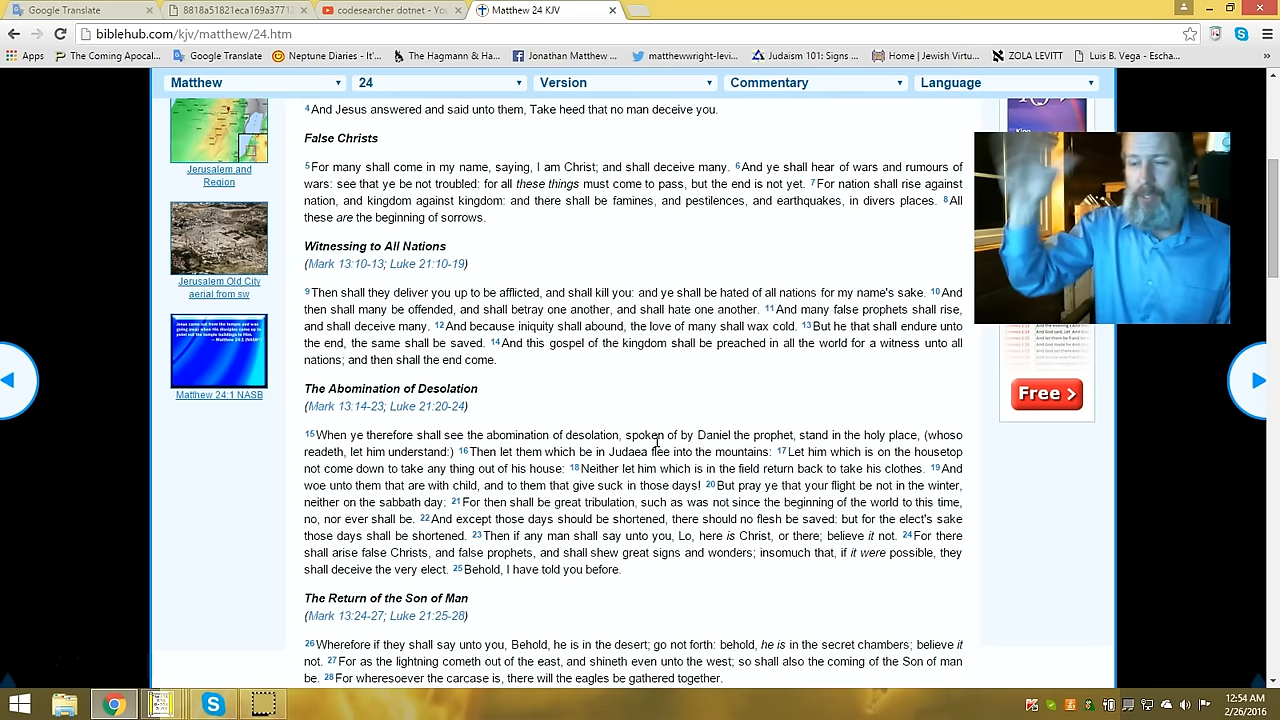 Google Translate
8818a51821eca169a3771
codesearcher dotnet - Yo
Matthew 24 KJV
biblehub.com/kjv/matthew/24.htm
Apps
The Coming Apocal...
Google Translate
Neptune Diaries - It'...
The Hagmann & Ha...
Jonathan Matthew ...
matthewwright-levi...
Judaism 101: Signs ...
Home | Jewish Virtu...
ZOLA LEVITT
Luis B. Vega - Escha...
»
Matthew
24
Version
Commentary
Language
4And Jesus answered and said unto them, Take heed that no man deceive you.
False Christs
5For many shall come in my name, saying, I am Christ; and shall deceive many. 6And ye shall hear of wars and rumours of
wars: see that ye be not troubled: for all these things must come to pass, but the end is not yet. 7For nation shall rise against
nation, and kingdom against kingdom: and there shall be famines, and pestilences, and earthquakes, in divers places. 8All
these are the beginning of sorrows.
Witnessing to All Nations
(Mark 13:10-13; Luke 21:10-19)
9Then shall they deliver you up to be afflicted, and shall kill you: and ye shall be hated of all nations for my name's sake. 10And
then shall many be offended, and shall betray one another, and shall hate one another. 11And many false prophets shall rise,
and shall deceive many. 12And because iniquity shall abound, the love of many shall wax cold. 13But he that shall endure unto
the end, the same shall be saved. 14And this gospel of the kingdom shall be preached in all the world for a witness unto all
nations; and then shall the end come.
The Abomination of Desolation
(Mark 13:14-23; Luke 21:20-24)
15When ye therefore shall see the abomination of desolation, spoken of by Daniel the prophet, stand in the holy place, (whoso
readeth, let him understand:) 16Then let them which be in Judaea flee into the mountains: 17Let him which is on the housetop
not come down to take any thing out of his house: 18Neither let him which is in the field return back to take his clothes. 19And
woe unto them that are with child, and to them that give suck in those days! 20But pray ye that your flight be not in the winter,
neither on the sabbath day: 21For then shall be great tribulation, such as was not since the beginning of the world to this time,
no, nor ever shall be. 22And except those days should be shortened, there should no flesh be saved: but for the elect's sake
those days shall be shortened. 23Then if any man shall say unto you, Lo, here is Christ, or there; believe it not. 24For there
shall arise false Christs, and false prophets, and shall shew great signs and wonders; insomuch that, if it were possible, they
shall deceive the very elect. 25Behold, I have told you before.
The Return of the Son of Man
(Mark 13:24-27; Luke 21:25-28)
26Wherefore if they shall say unto you, Behold, he is in the desert; go not forth: behold, he is in the secret chambers; believe it
not. 27For as the lightning cometh out of the east, and shineth even unto the west; so shall also the coming of the Son of man
be. 28For wheresoever the carcase is, there will the eagles be gathered together.
Jerusalem and
Region
Jerusalem Old City
aerial from sw
Matthew 24:1 NASB
Free >
12:54 AM
2/26/2016